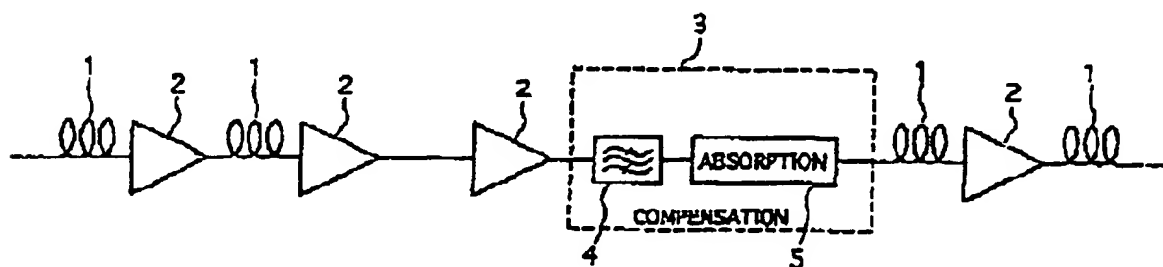 3
1 2 1 2 2 1 2 1
ABSORPTION
COMPENSATION
4 5